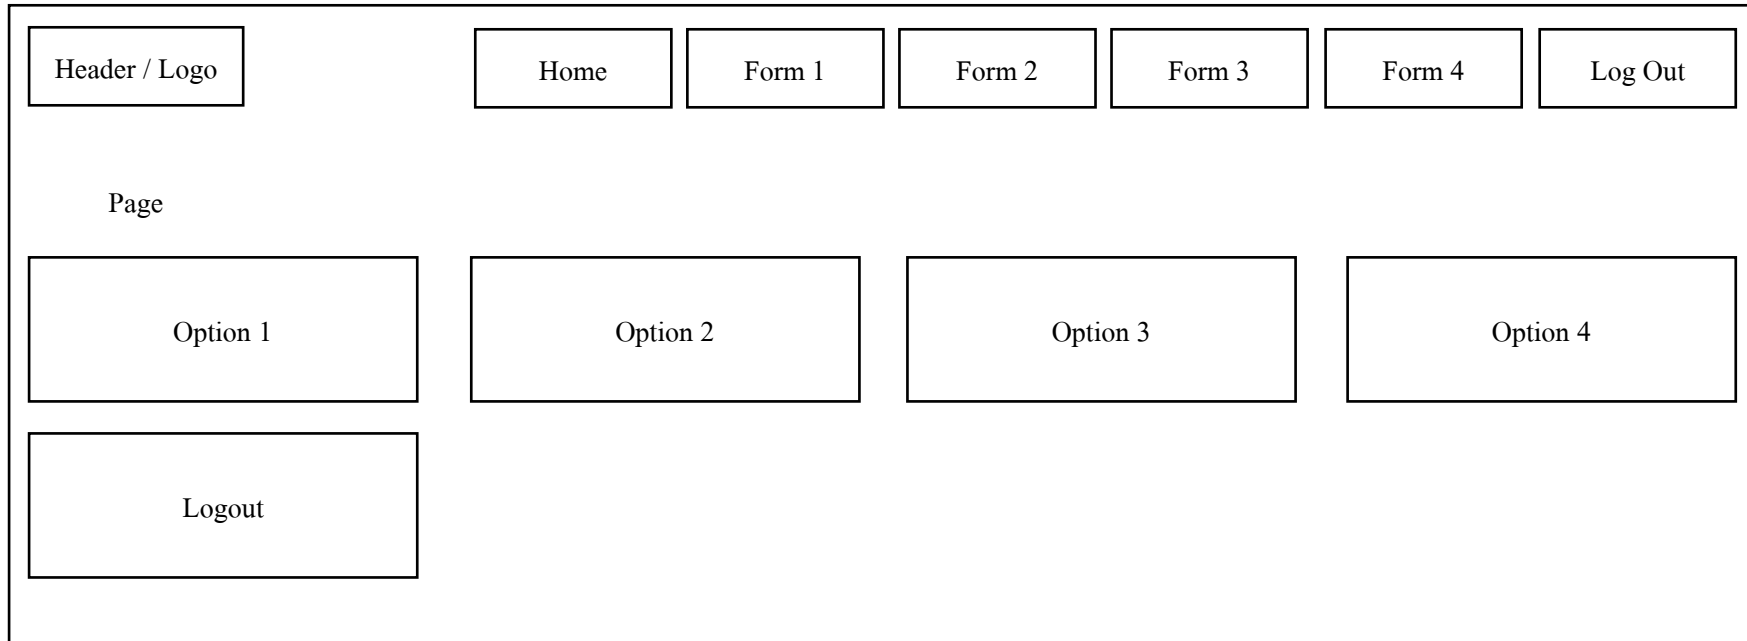 Header / Logo
Home
Form 1
Form 2
Form 3
Form 4
Log Out
Page
Option 1
Option 2
Option 3
Option 4
Logout